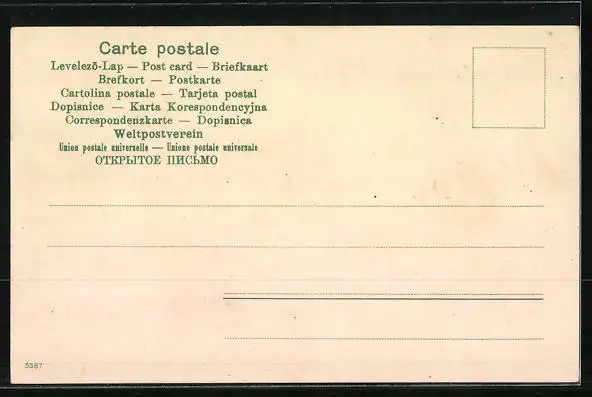 Carte postale
Levelező-Lap — Post card — Briefkaart
Brefkort — Postkarte
Cartolina postale — Tarjeta postal
Dopisnice — Karta Korespondencyjna
Correspondenzkarte — Dopisnica
Weltpostverein
Union postale universelle — Unione postale universale
ОТКРЫТОЕ ПИСЬМО
5387